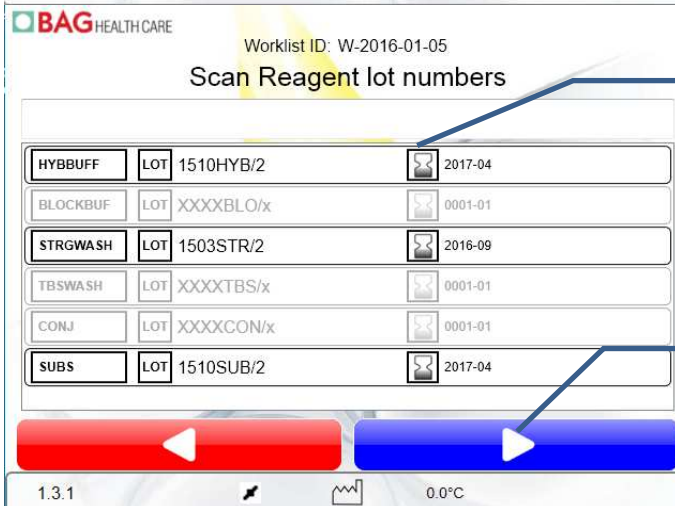 BAG HEALTH CARE
Worklist ID: W-2016-01-05
Scan Reagent lot numbers
HYBBUFF LOT 1510HYB/2 2017-04
BLOCKBUF LOT XXXXBLO/x 0001-01
STRGWASH LOT 1503STR/2 2016-09
TBSWASH LOT XXXXTBS/x 0001-01
CONJ LOT XXXXCON/x 0001-01
SUBS LOT 1510SUB/2 2017-04
1.3.1 0.0°C